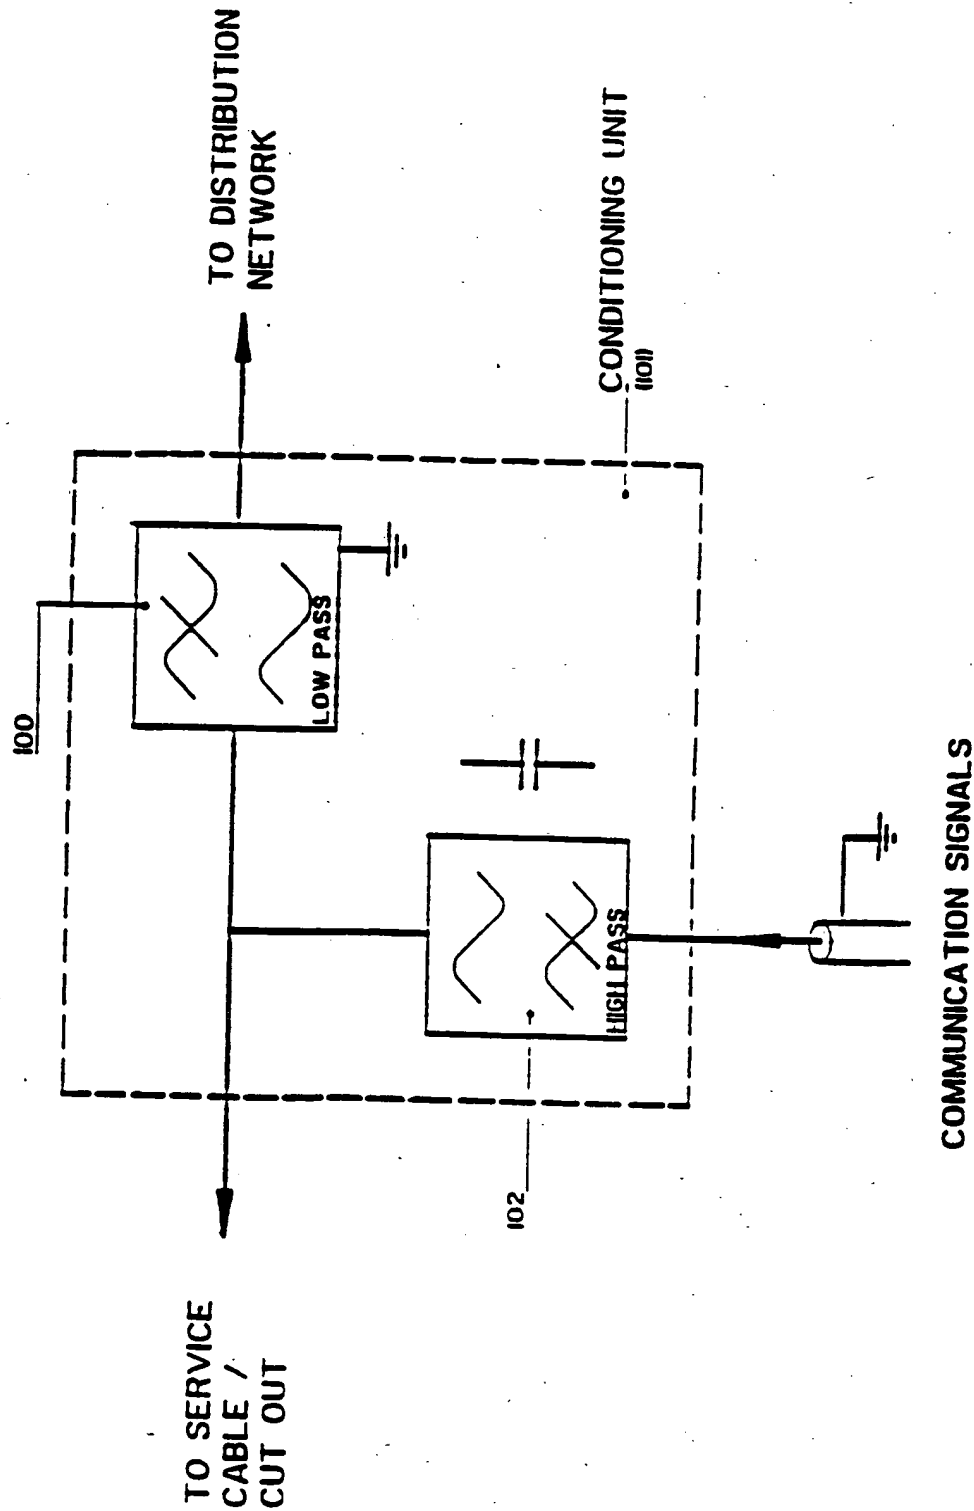 100
TO DISTRIBUTION
NETWORK
LOW PASS
TO SERVICE
CABLE /
CUT OUT
HIGH PASS
102
CONDITIONING UNIT
(101)
COMMUNICATION SIGNALS